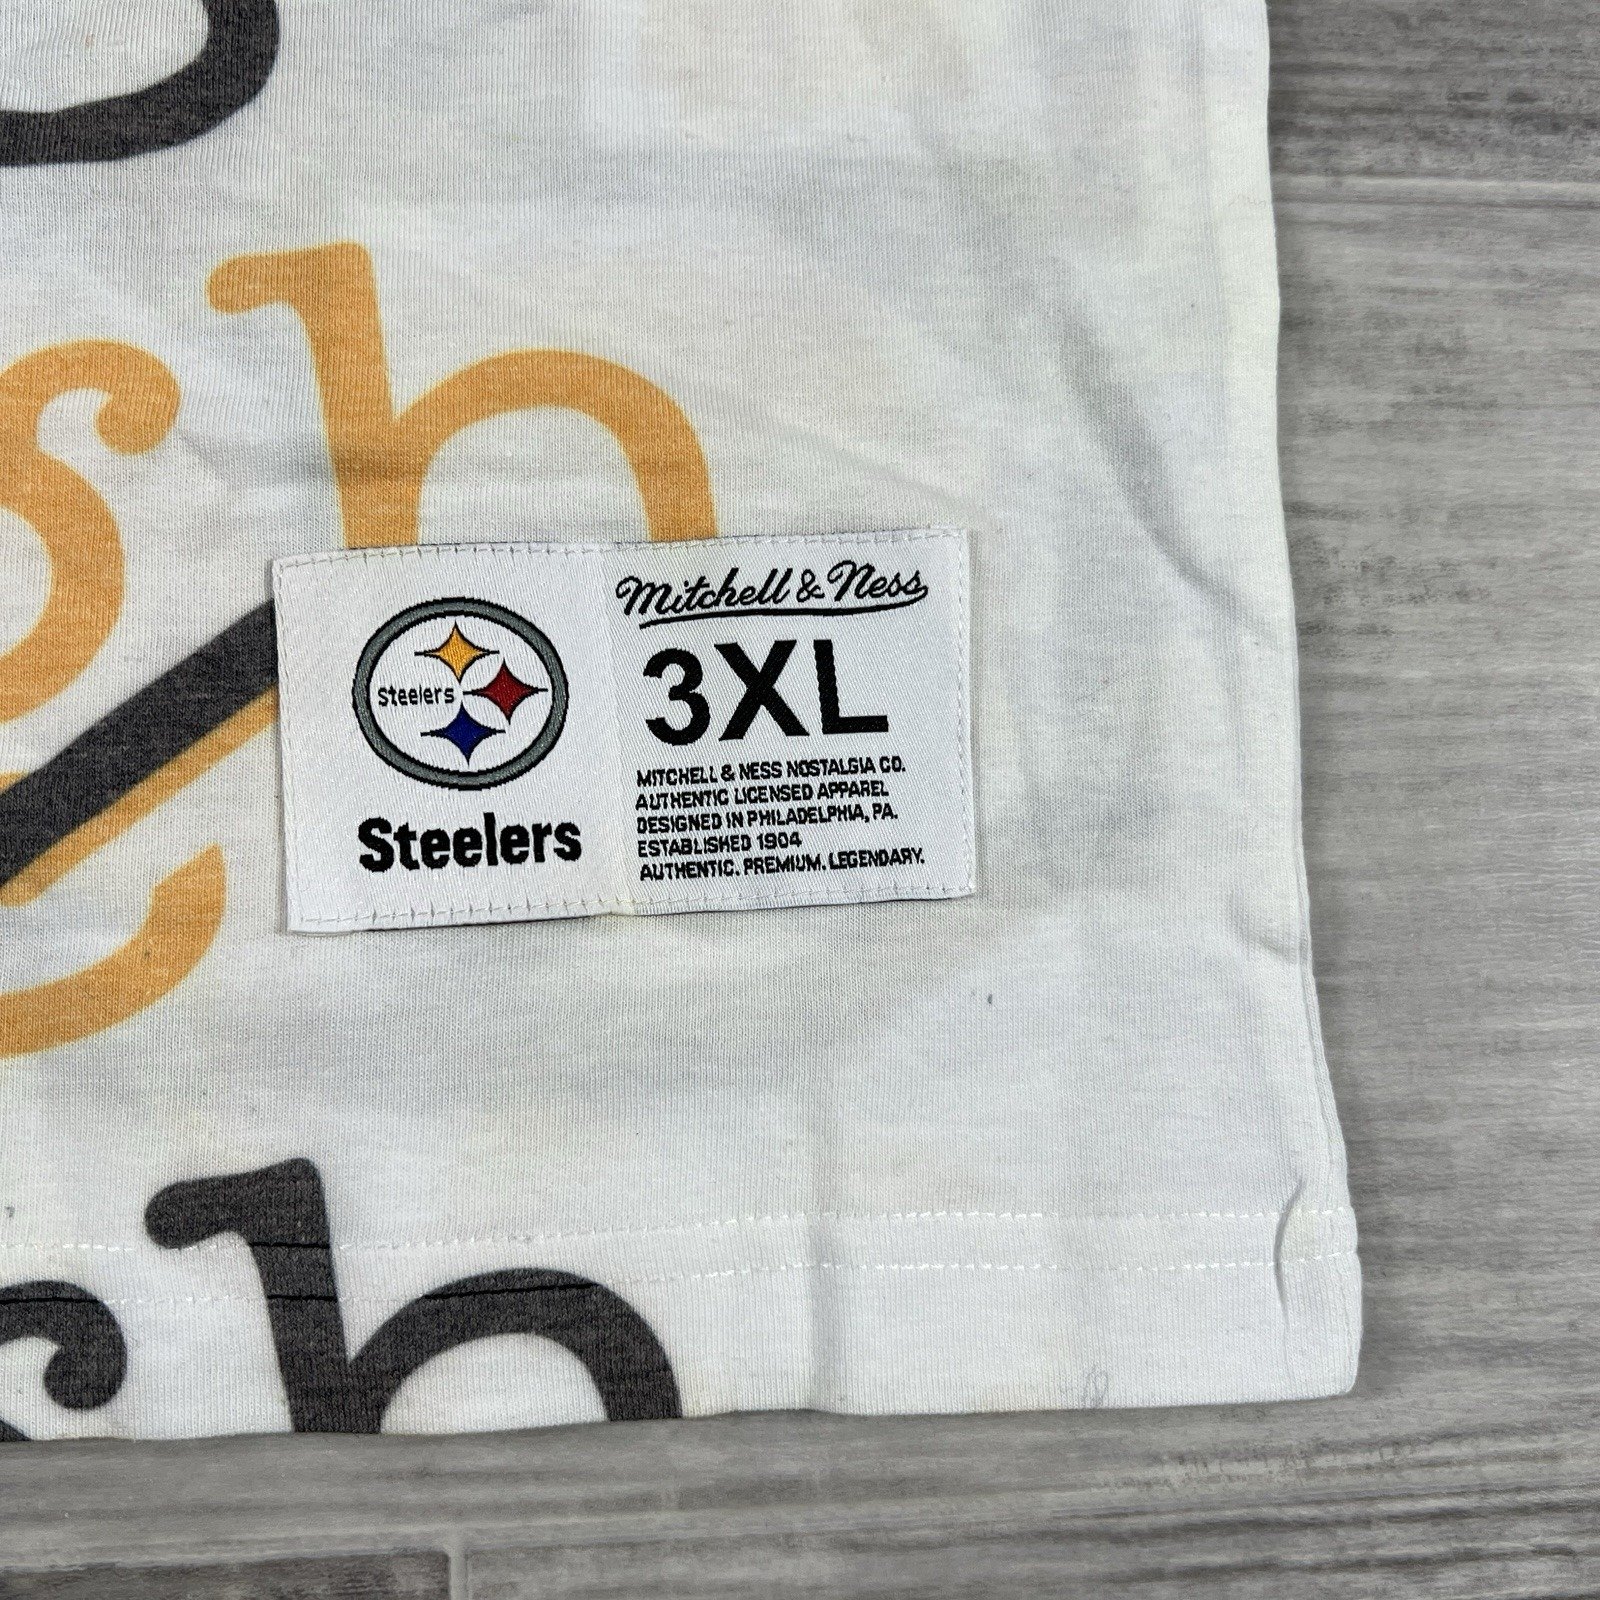 Steelers
Steelers
Mitchell & Ness
3XL
MITCHELL & NESS NOSTALGIA CO.
AUTHENTIC LICENSED APPAREL
DESIGNED IN PHILADELPHIA, PA.
ESTABLISHED 1904
AUTHENTIC. PREMIUM. LEGENDARY.